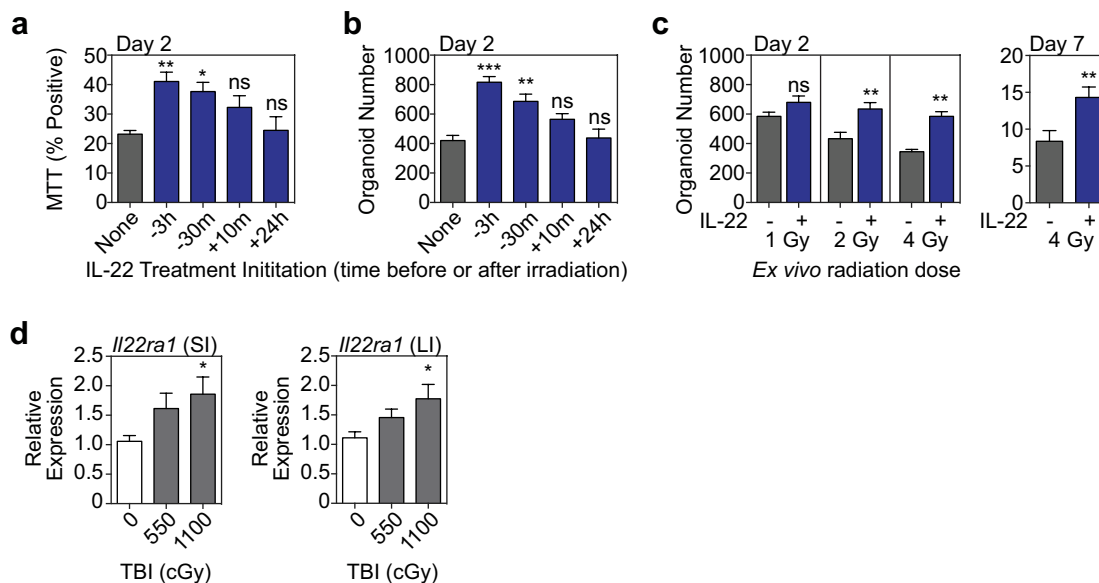 a
Day 2
MTT (% Positive)
50
40
30
20
10
0
** * ns ns
None -3h -30m +10m +24h
b
Day 2
Organoid Number
1000
800
600
400
200
0
*** ** ns ns
None -3h -30m +10m +24h
IL-22 Treatment Inititation (time before or after irradiation)
c
Day 2
Organoid Number
1000
800
600
400
200
0
ns ** **
IL-22 - + - + - +
1 Gy 2 Gy 4 Gy
Ex vivo radiation dose
Day 7
20
15
10
5
0
**
IL-22 - +
4 Gy
d
Il22ra1 (SI)
Relative
Expression
2.5
2.0
1.5
1.0
0.5
0
*
0 550 1100
TBI (cGy)
Il22ra1 (LI)
Relative
Expression
2.5
2.0
1.5
1.0
0.5
0
*
0 550 1100
TBI (cGy)